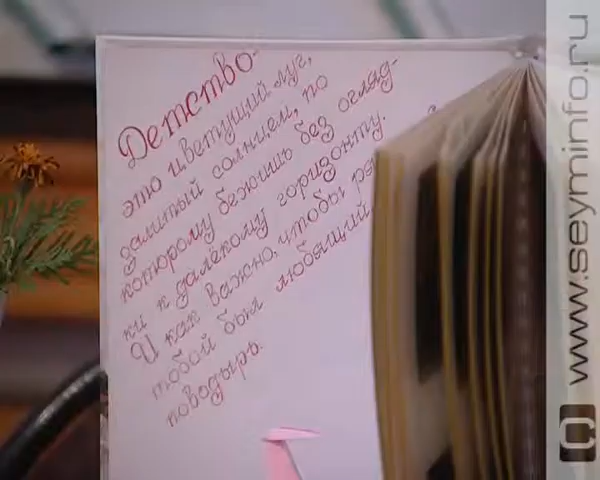 Детство-
это цветущий луг,
залитый солнцем, по
которому бежишь без огляд-
ки к далёкому горизонту.
И как важно, чтобы
тобой был любящий
поводырь.
www.seyminfo.ru